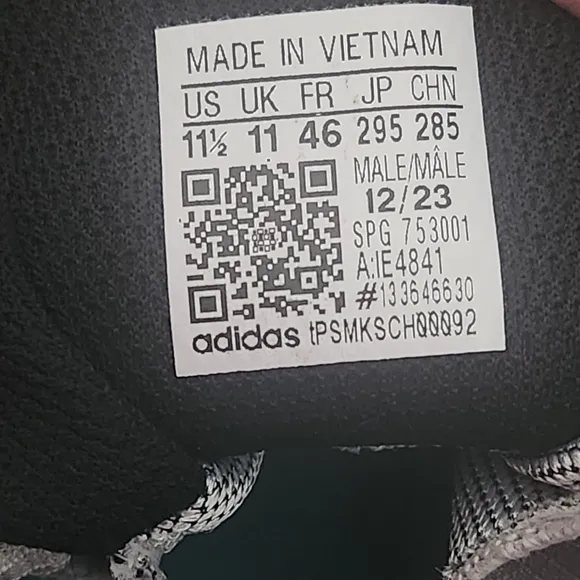 MADE IN VIETNAM
US UK FR JP CHN
11½ 11 46 295 285
MALE/MÂLE
12/23
SPG 753001
A:IE4841
#133646630
adidas tPSMKSCH00092